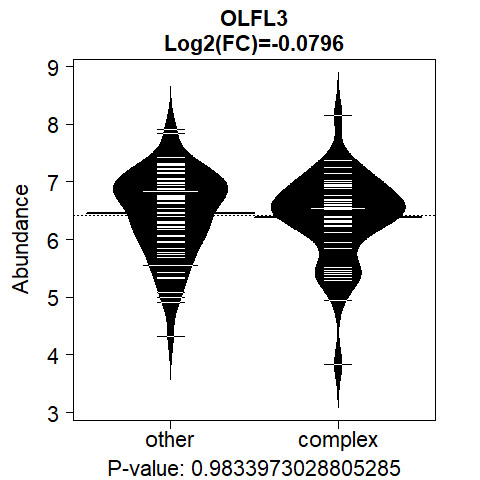 OLFL3
Log2(FC)=-0.0796
9
8
7
6
5
4
3
Abundance
other complex
P-value: 0.9833973028805285